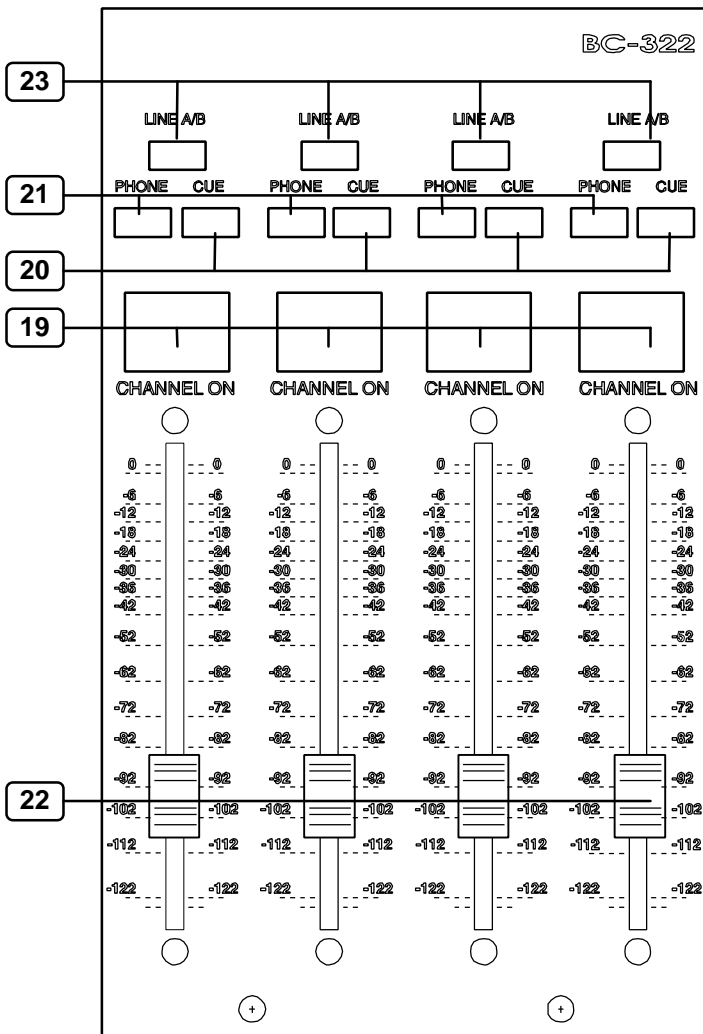 BC-322
23
LINE A/B LINE A/B LINE A/B LINE A/B
21
PHONE CUE PHONE CUE PHONE CUE PHONE CUE
20
19
CHANNEL ON CHANNEL ON CHANNEL ON CHANNEL ON
0 0 0 0 0 0 0 0
-6 -6 -6 -6 -6 -6 -6 -6
-12 -12 -12 -12 -12 -12 -12 -12
-18 -18 -18 -18 -18 -18 -18 -18
-24 -24 -24 -24 -24 -24 -24 -24
-30 -30 -30 -30 -30 -30 -30 -30
-36 -36 -36 -36 -36 -36 -36 -36
-42 -42 -42 -42 -42 -42 -42 -42
-52 -52 -52 -52 -52 -52 -52 -52
-62 -62 -62 -62 -62 -62 -62 -62
-72 -72 -72 -72 -72 -72 -72 -72
-82 -82 -82 -82 -82 -82 -82 -82
-92 -92 -92 -92 -92 -92 -92 -92
22
-102 -102 -102 -102 -102 -102 -102 -102
-112 -112 -112 -112 -112 -112 -112 -112
-122 -122 -122 -122 -122 -122 -122 -122